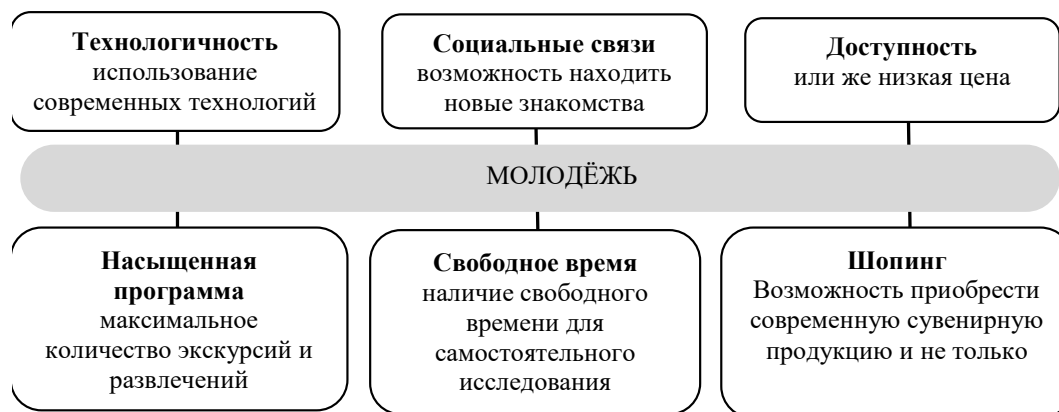 Технологичность
использование
современных технологий
Социальные связи
возможность находить
новые знакомства
Доступность
или же низкая цена
МОЛОДЁЖЬ
Насыщенная
программа
максимальное
количество экскурсий и
развлечений
Свободное время
наличие свободного
времени для
самостоятельного
исследования
Шопинг
Возможность приобрести
современную сувенирную
продукцию и не только